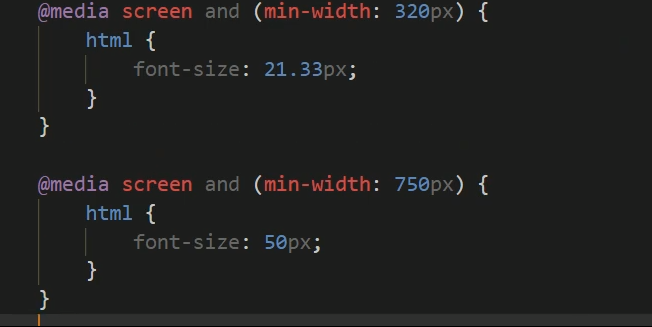 @media screen and (min-width: 320px) {
    html {
        font-size: 21.33px;
    }
}

@media screen and (min-width: 750px) {
    html {
        font-size: 50px;
    }
}